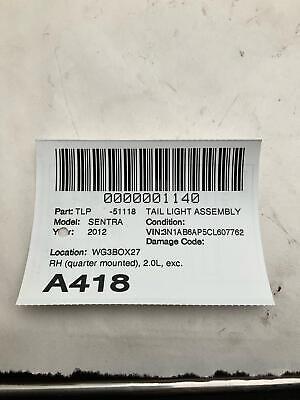 0000001140
Part: TLP -51118 TAIL LIGHT ASSEMBLY
Model: SENTRA Condition:
Year: 2012 VIN:3N1AB6AP5CL607762
Damage Code:
Location: WG3BOX27
RH (quarter mounted), 2.0L, exc.
A418